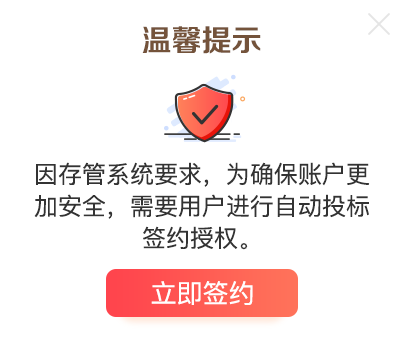 温馨提示
因存管系统要求，为确保账户更
加安全，需要用户进行自动投标
签约授权。
立即签约